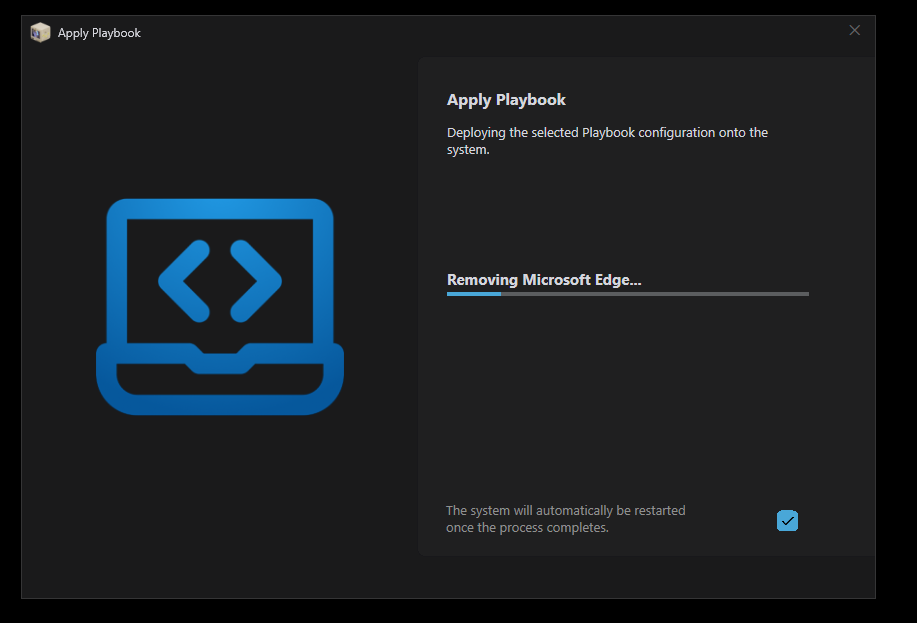 Apply Playbook
Apply Playbook
Deploying the selected Playbook configuration onto the
system.
Removing Microsoft Edge...
The system will automatically be restarted
once the process completes.